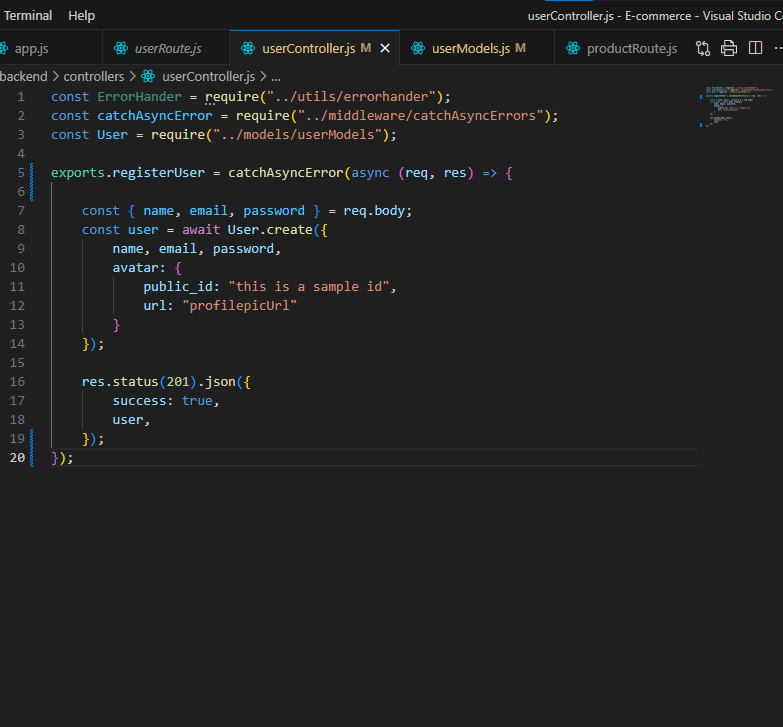 Terminal Help userController.js - E-commerce - Visual Studio C
app.js userRoute.js userController.js M userModels.js M productRoute.js
backend > controllers > userController.js > ...
1 const ErrorHander = require("../utils/errorhander");
2 const catchAsyncError = require("../middleware/catchAsyncErrors");
3 const User = require("../models/userModels");
4
5 exports.registerUser = catchAsyncError(async (req, res) => {
6
7 const { name, email, password } = req.body;
8 const user = await User.create({
9 name, email, password,
10 avatar: {
11 public_id: "this is a sample id",
12 url: "profilepicUrl"
13 }
14 });
15
16 res.status(201).json({
17 success: true,
18 user,
19 });
20 });